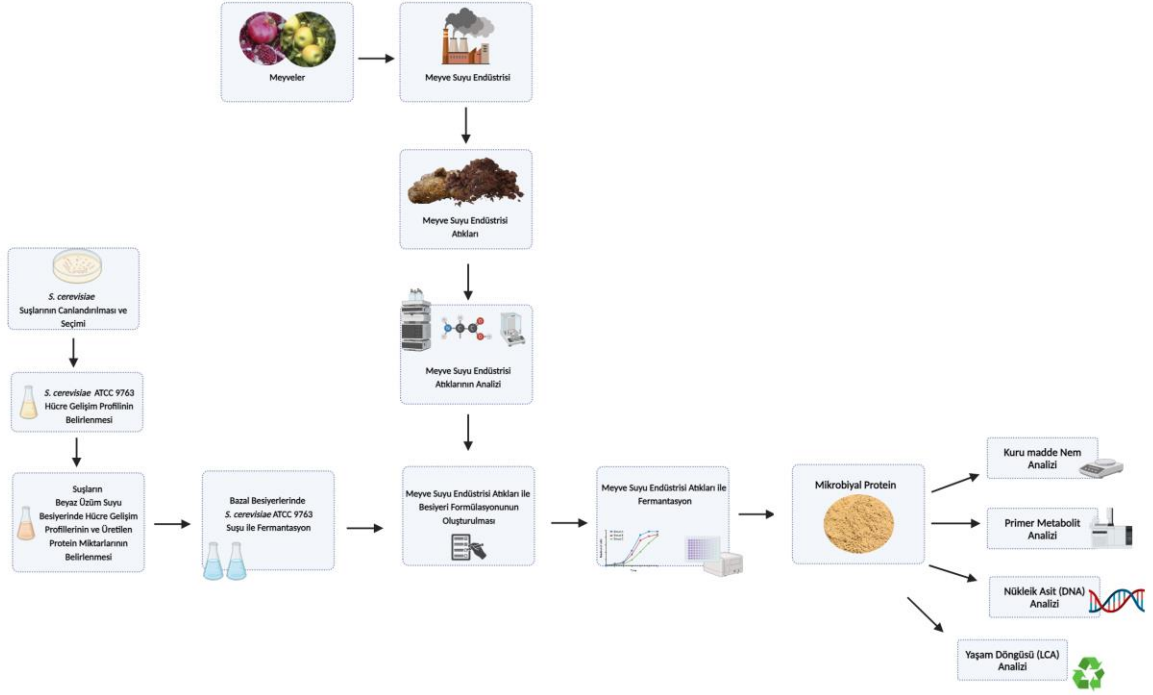 Meyveler
Meyve Suyu Endüstrisi
Meyve Suyu Endüstrisi
Atıkları
S. cerevisiae
Suşlarının Canlandırılması ve
Seçimi
Meyve Suyu Endüstrisi
Atıklarının Analizi
S. cerevisiae ATCC 9763
Hücre Gelişim Profilinin
Belirlenmesi
Suşların
Beyaz Üzüm Suyu
Besiyerinde Hücre Gelişim
Profillerinin ve Üretilen
Protein Miktarlarının
Belirlenmesi
Bazal Besiyerlerinde
S. cerevisiae ATCC 9763
Suşu ile Fermantasyon
Meyve Suyu Endüstrisi Atıkları ile
Besiyeri Formülasyonunun
Oluşturulması
Meyve Suyu Endüstrisi Atıkları ile
Fermantasyon
Mikrobiyal Protein
Kuru madde Nem
Analizi
Primer Metabolit
Analizi
Nükleik Asit (DNA)
Analizi
Yaşam Döngüsü (LCA)
Analizi